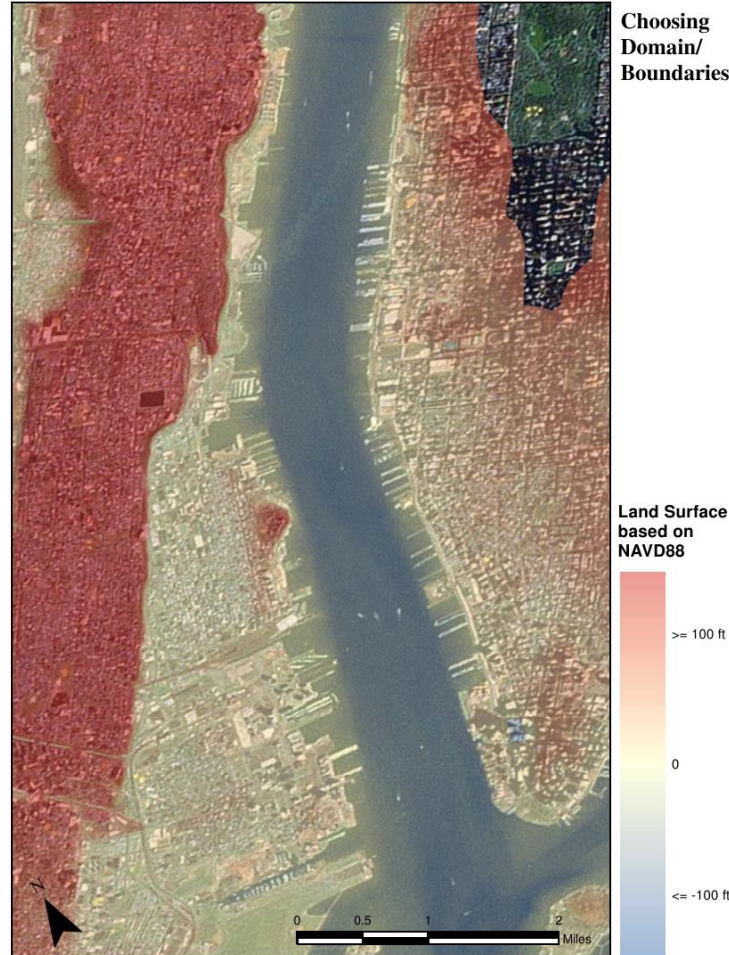 Choosing
Domain/
Boundaries
Land Surface
based on
NAVD88
>= 100 ft
0
<= -100 ft
N
0 0.5 1 2
Miles